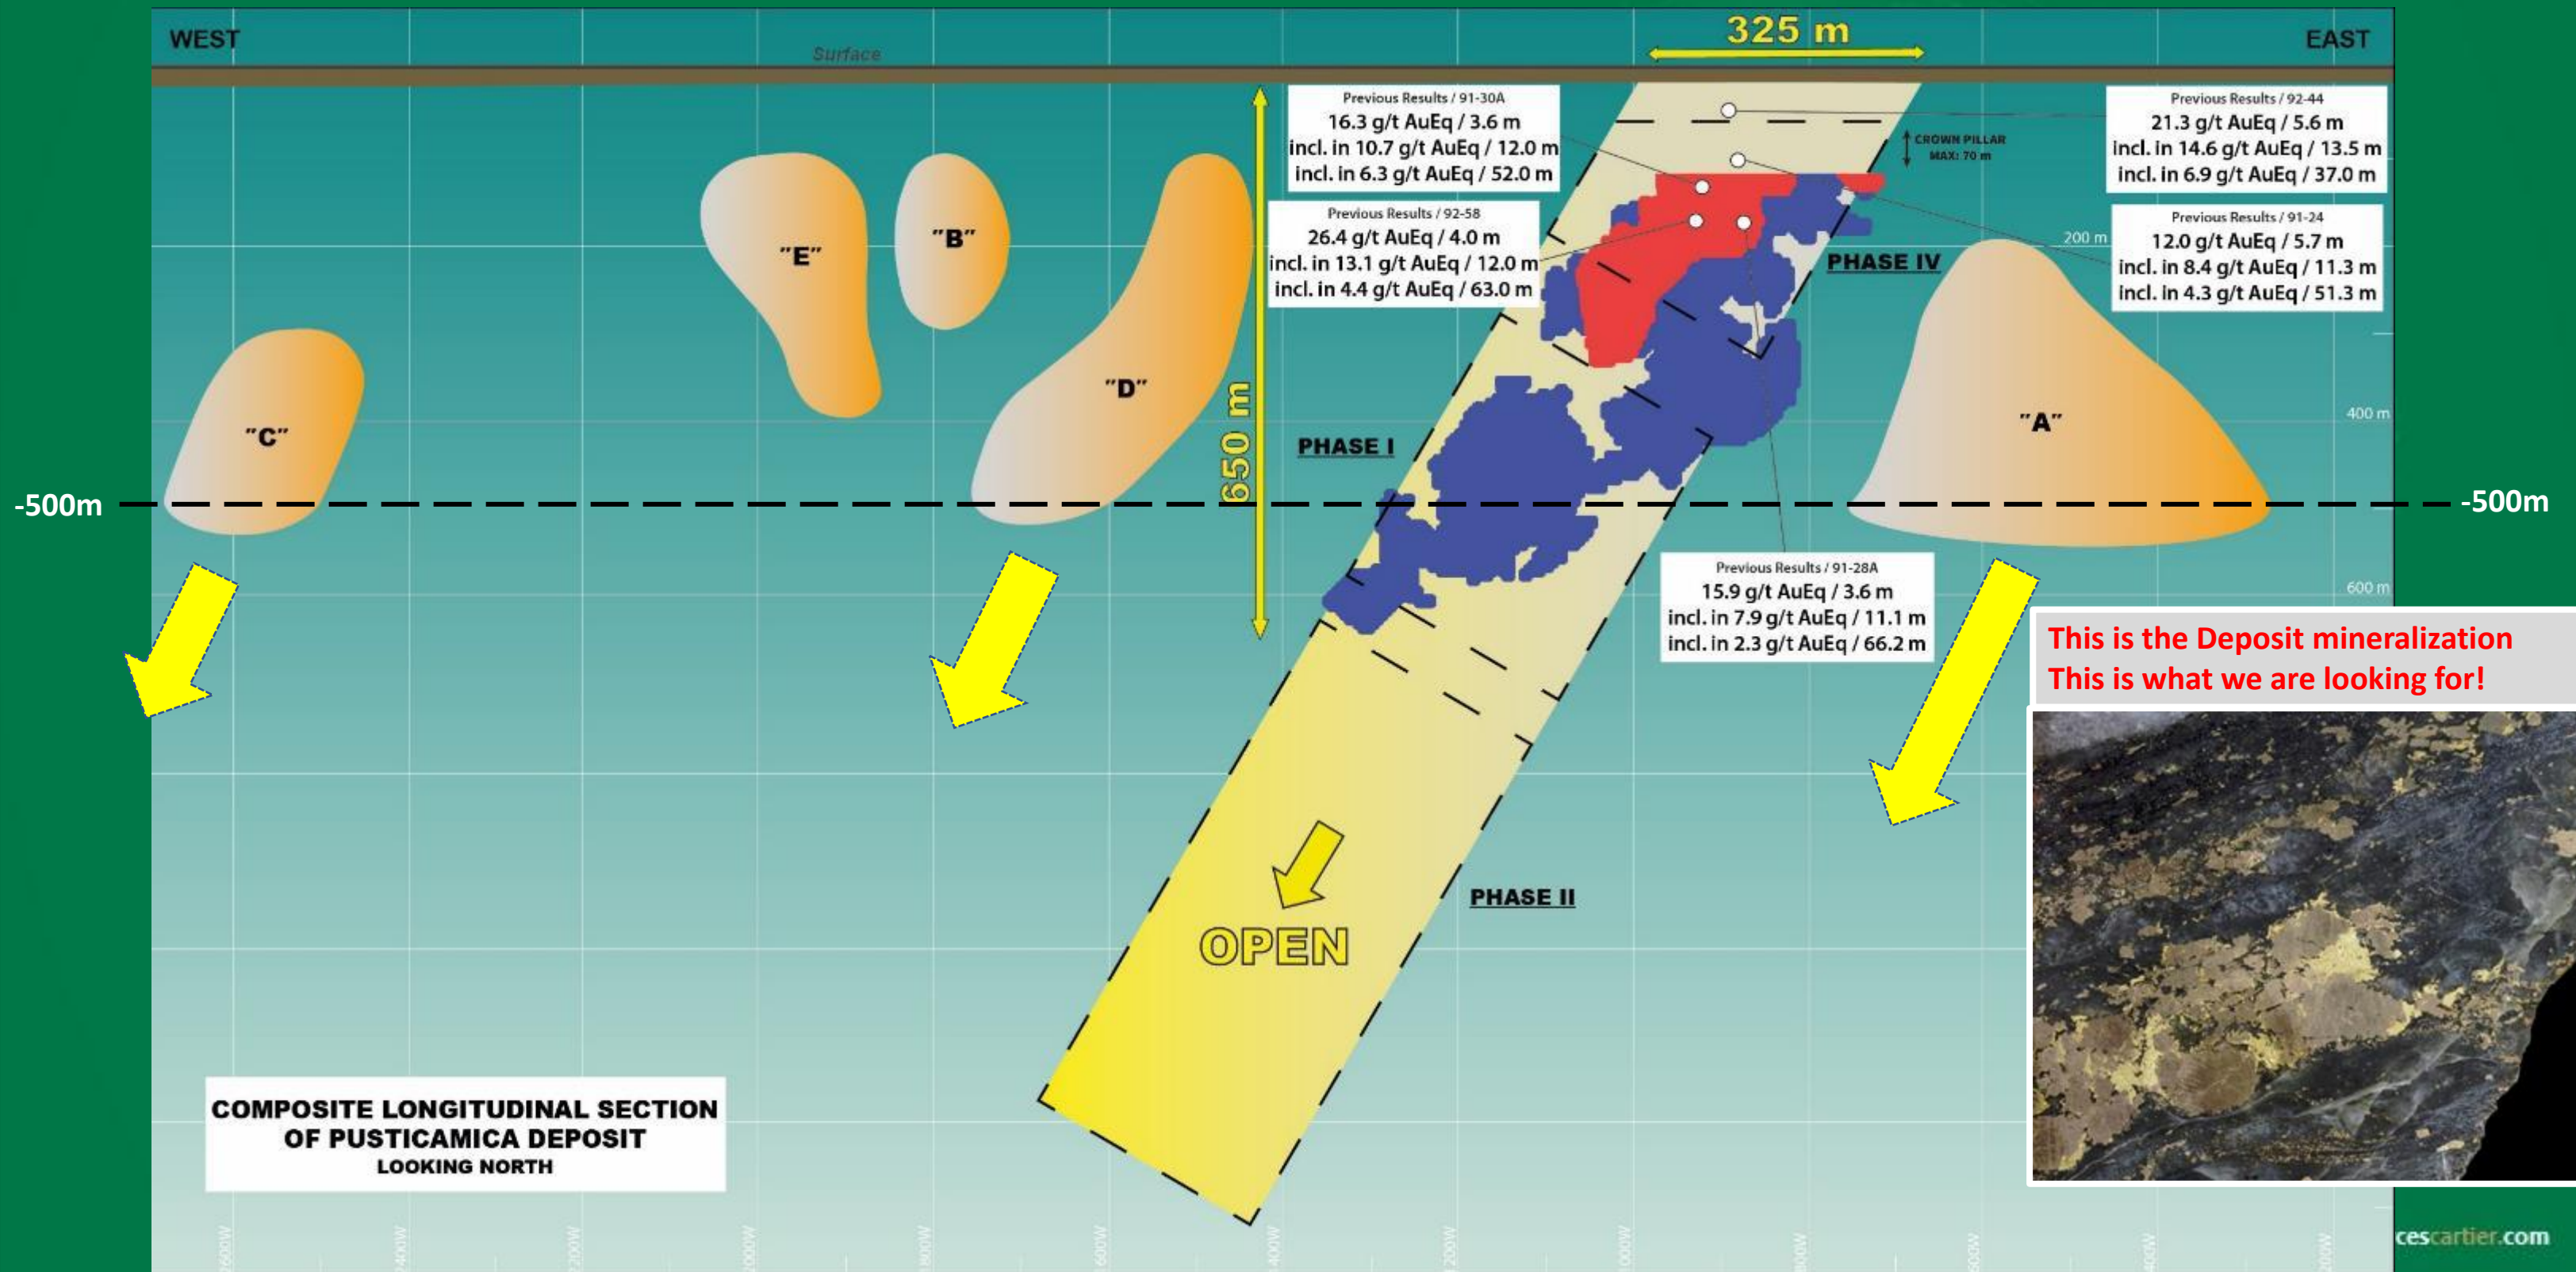 WEST
Surface
325 m
EAST
Previous Results / 91-30A
16.3 g/t AuEq / 3.6 m
incl. in 10.7 g/t AuEq / 12.0 m
incl. in 6.3 g/t AuEq / 52.0 m
CROWN PILLAR
MAX: 70 m
Previous Results / 92-44
21.3 g/t AuEq / 5.6 m
incl. in 14.6 g/t AuEq / 13.5 m
incl. in 6.9 g/t AuEq / 37.0 m
Previous Results / 92-58
26.4 g/t AuEq / 4.0 m
incl. in 13.1 g/t AuEq / 12.0 m
incl. in 4.4 g/t AuEq / 63.0 m
Previous Results / 91-24
12.0 g/t AuEq / 5.7 m
incl. in 8.4 g/t AuEq / 11.3 m
incl. in 4.3 g/t AuEq / 51.3 m
200 m
"E"
"B"
PHASE IV
"D"
"C"
650 m
PHASE I
"A"
400 m
-500m
-500m
Previous Results / 91-28A
15.9 g/t AuEq / 3.6 m
incl. in 7.9 g/t AuEq / 11.1 m
incl. in 2.3 g/t AuEq / 66.2 m
600 m
This is the Deposit mineralization
This is what we are looking for!
PHASE II
OPEN
COMPOSITE LONGITUDINAL SECTION
OF PUSTICAMICA DEPOSIT
LOOKING NORTH
cescartier.com